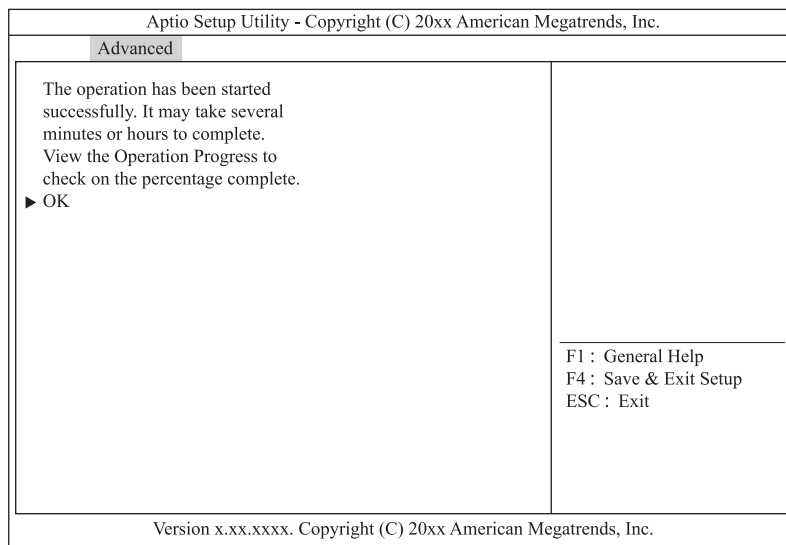 Aptio Setup Utility - Copyright (C) 20xx American Megatrends, Inc.
Advanced
The operation has been started
successfully. It may take several
minutes or hours to complete.
View the Operation Progress to
check on the percentage complete.
▶ OK
F1 : General Help
F4 : Save & Exit Setup
ESC : Exit
Version x.xx.xxxx. Copyright (C) 20xx American Megatrends, Inc.